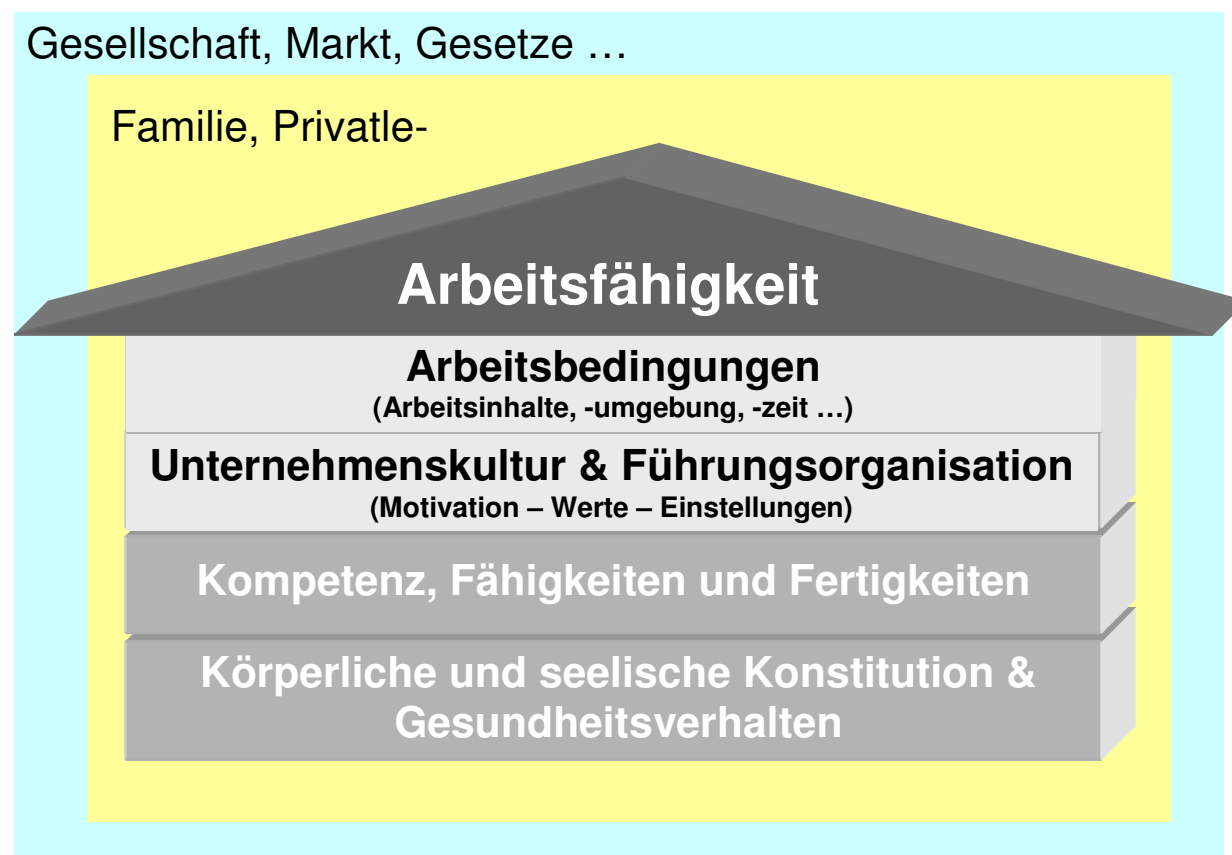 Gesellschaft, Markt, Gesetze …
Familie, Privatle-
Arbeitsfähigkeit
Arbeitsbedingungen
(Arbeitsinhalte, -umgebung, -zeit …)
Unternehmenskultur & Führungsorganisation
(Motivation – Werte – Einstellungen)
Kompetenz, Fähigkeiten und Fertigkeiten
Körperliche und seelische Konstitution &
Gesundheitsverhalten